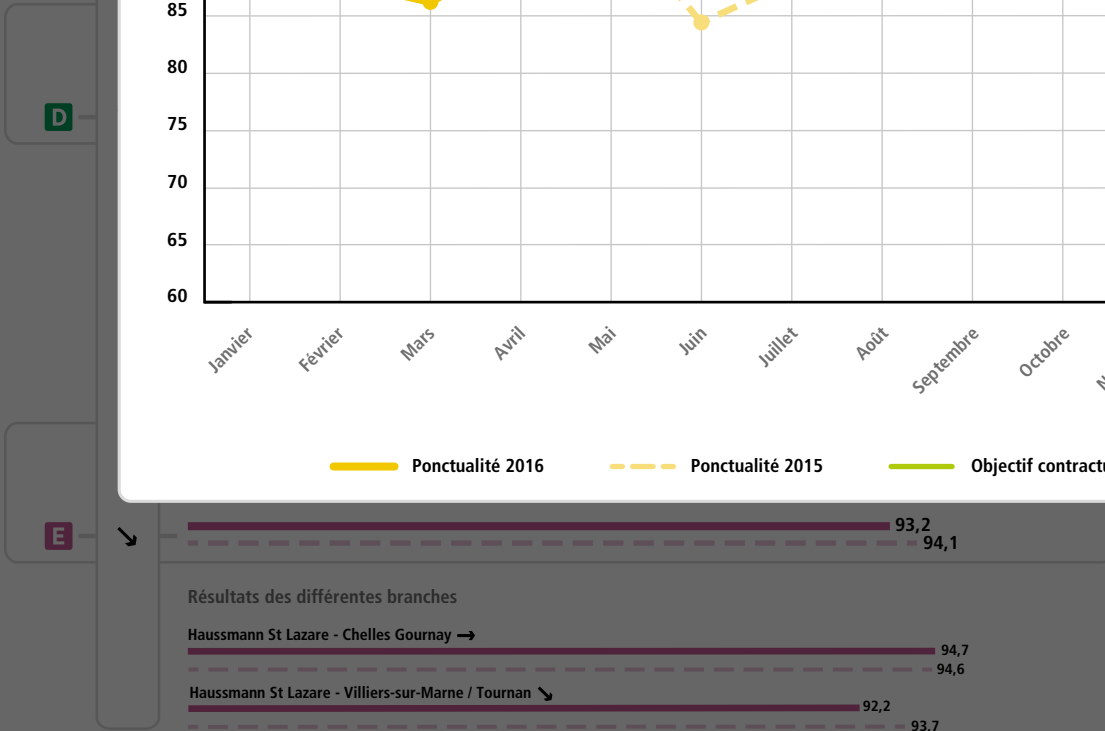 85
80
75
D
70
65
60
Janvier
Février
Mars
Avril
Mai
Juin
Juillet
Août
Septembre
Octobre
Ponctualité 2016
Ponctualité 2015
Objectif
93,2
E
94,1
Résultats des différentes branches
Haussmann St Lazare - Chelles Gournay →
94,7
94,6
Haussmann St Lazare - Villiers-sur-Marne / Tournan ↘
92,2
93,7